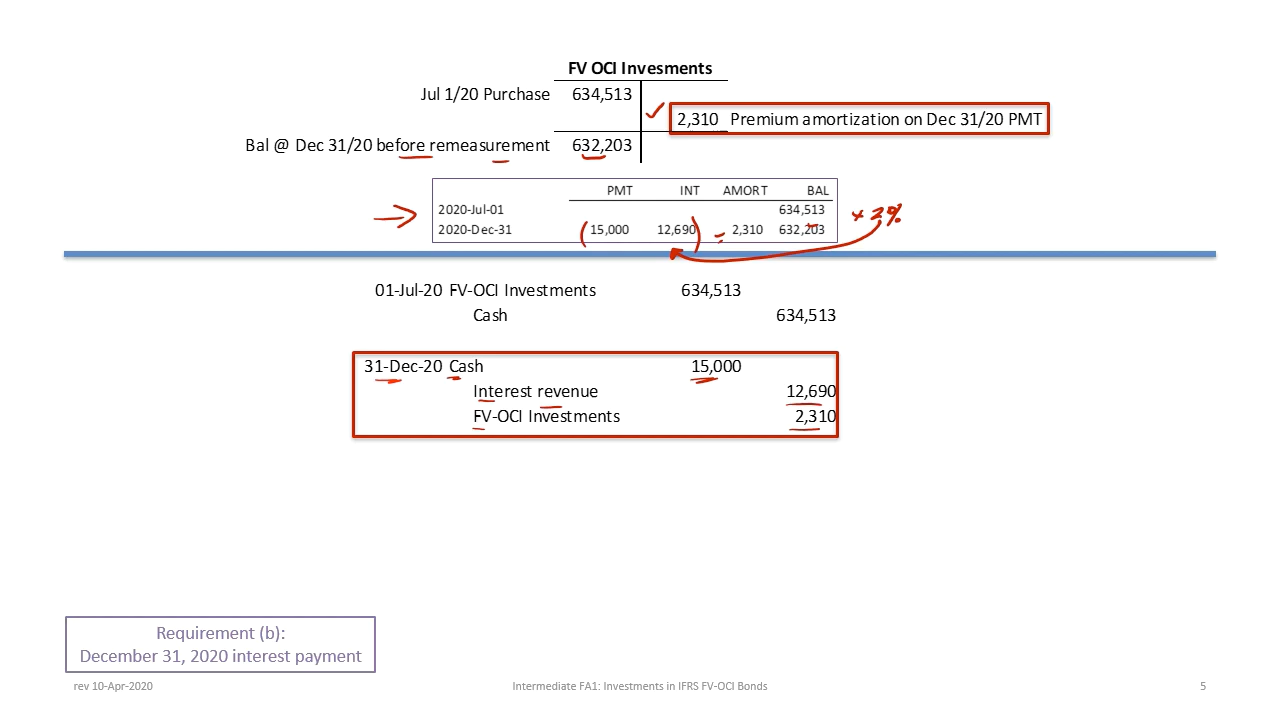 FV OCI Invesments
Jul 1/20 Purchase 634,513
2,310 Premium amortization on Dec 31/20 PMT
Bal @ Dec 31/20 before remeasurement 632,203
PMT INT AMORT BAL
2020-Jul-01 634,513 × 2%
2020-Dec-31 (15,000 12,690) = 2,310 632,203
01-Jul-20 FV-OCI Investments 634,513
Cash 634,513
31-Dec-20 Cash 15,000
Interest revenue 12,690
FV-OCI Investments 2,310
Requirement (b):
December 31, 2020 interest payment
rev 10-Apr-2020 Intermediate FA1: Investments in IFRS FV-OCI Bonds 5